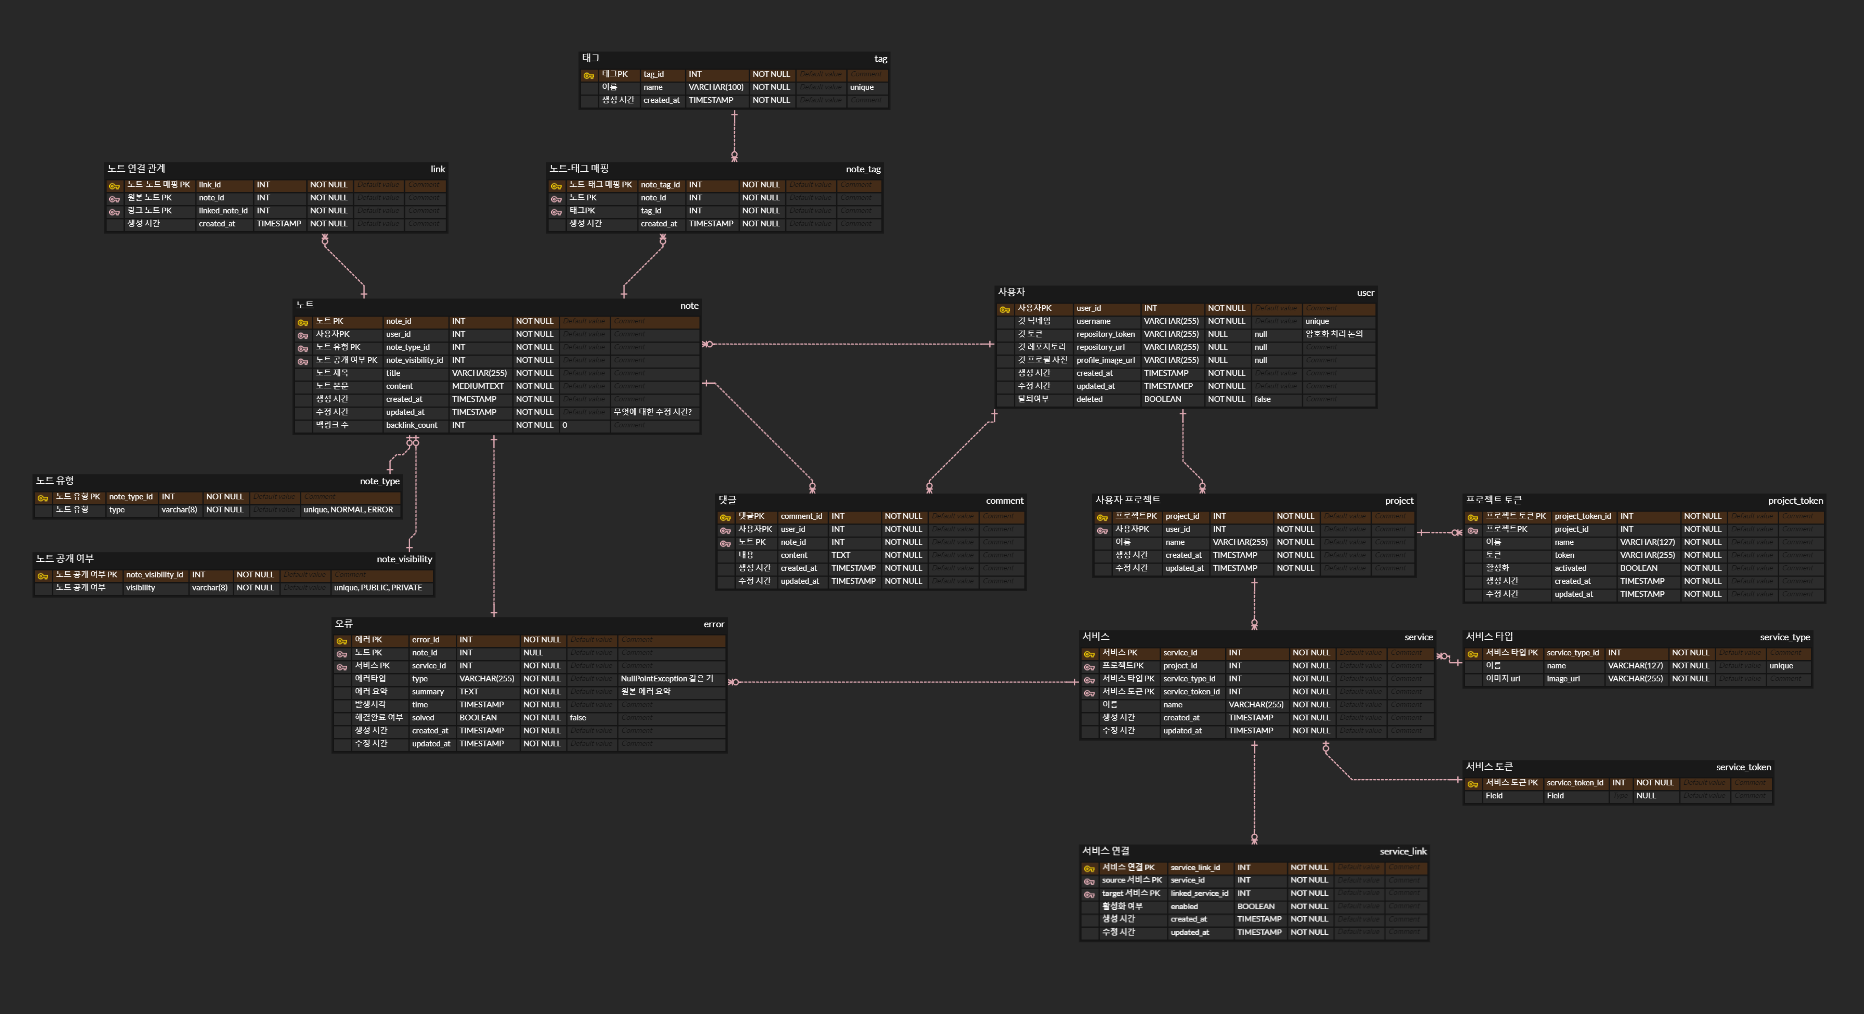 태그 tag
태그PK tag_id INT NOT NULL Default value Comment
이름 name VARCHAR(100) NOT NULL Default value unique
생성 시간 created_at TIMESTAMP NOT NULL Default value Comment
노트 연결 관계 link
노트-노트 매핑 PK link_id INT NOT NULL Default value Comment
원본 노트 PK note_id INT NOT NULL Default value Comment
링크 노트 PK linked_note_id INT NOT NULL Default value Comment
생성 시간 created_at TIMESTAMP NOT NULL Default value Comment
노트-태그 매핑 note_tag
노트-태그 매핑 PK note_tag_id INT NOT NULL Default value Comment
노트 PK note_id INT NOT NULL Default value Comment
태그PK tag_id INT NOT NULL Default value Comment
생성 시간 created_at TIMESTAMP NOT NULL Default value Comment
노트 note
노트 PK note_id INT NOT NULL Default value Comment
사용자PK user_id INT NOT NULL Default value Comment
노트 유형 PK note_type_id INT NOT NULL Default value Comment
노트 공개 여부 PK note_visibility_id INT NOT NULL Default value Comment
노트 제목 title VARCHAR(255) NOT NULL Default value Comment
노트 본문 content MEDIUMTEXT NOT NULL Default value Comment
생성 시간 created_at TIMESTAMP NOT NULL Default value Comment
수정 시간 updated_at TIMESTAMP NOT NULL Default value 무엇에 대한 수정 시간?
백링크 수 backlink_count INT NOT NULL 0 Comment
사용자 user
사용자PK user_id INT NOT NULL Default value Comment
깃 닉네임 username VARCHAR(255) NOT NULL Default value unique
깃 토큰 repository_token VARCHAR(255) NULL null 암호화 처리 논의
깃 레포지토리 repository_url VARCHAR(255) NULL null Comment
깃 프로필 사진 profile_image_url VARCHAR(255) NULL null Comment
생성 시간 created_at TIMESTAMP NOT NULL Default value Comment
수정 시간 updated_at TIMESTAMEP NOT NULL Default value Comment
탈퇴여부 deleted BOOLEAN NOT NULL false Comment
노트 유형 note_type
노트 유형 PK note_type_id INT NOT NULL Default value Comment
노트 유형 type varchar(8) NOT NULL Default value unique, NORMAL, ERROR
노트 공개 여부 note_visibility
노트 공개 여부 PK note_visibility_id INT NOT NULL Default value Comment
노트 공개 여부 visibility varchar(8) NOT NULL Default value unique, PUBLIC, PRIVATE
댓글 comment
댓글PK comment_id INT NOT NULL Default value Comment
사용자PK user_id INT NOT NULL Default value Comment
노트 PK note_id INT NOT NULL Default value Comment
내용 content TEXT NOT NULL Default value Comment
생성 시간 created_at TIMESTAMP NOT NULL Default value Comment
수정 시간 updated_at TIMESTAMP NOT NULL Default value Comment
사용자 프로젝트 project
프로젝트PK project_id INT NOT NULL Default value Comment
사용자PK user_id INT NOT NULL Default value Comment
이름 name VARCHAR(255) NOT NULL Default value Comment
생성 시간 created_at TIMESTAMP NOT NULL Default value Comment
수정 시간 updated_at TIMESTAMP NOT NULL Default value Comment
프로젝트 토큰 project_token
프로젝트 토큰 PK project_token_id INT NOT NULL Default value Comment
프로젝트PK project_id INT NOT NULL Default value Comment
이름 name VARCHAR(127) NOT NULL Default value Comment
토큰 token VARCHAR(255) NOT NULL Default value Comment
활성화 activated BOOLEAN NOT NULL Default value Comment
생성 시간 created_at TIMESTAMP NOT NULL Default value Comment
수정 시간 updated_at TIMESTAMP NOT NULL Default value Comment
오류 error
에러 PK error_id INT NOT NULL Default value Comment
노트 PK note_id INT NULL Default value Comment
서비스 PK service_id INT NOT NULL Default value Comment
에러타입 type VARCHAR(255) NOT NULL Default value NullPointException 같은 거
에러 요약 summary TEXT NOT NULL Default value 원본 에러 요약
발생시각 time TIMESTAMP NOT NULL Default value Comment
해결완료 여부 solved BOOLEAN NOT NULL false Comment
생성 시간 created_at TIMESTAMP NOT NULL Default value Comment
수정 시간 updated_at TIMESTAMP NOT NULL Default value Comment
서비스 service
서비스 PK service_id INT NOT NULL Default value Comment
프로젝트PK project_id INT NOT NULL Default value Comment
서비스 타입 PK service_type_id INT NOT NULL Default value Comment
서비스 토큰 PK service_token_id INT NOT NULL Default value Comment
이름 name VARCHAR(255) NOT NULL Default value Comment
생성 시간 created_at TIMESTAMP NOT NULL Default value Comment
수정 시간 updated_at TIMESTAMP NOT NULL Default value Comment
서비스 타입 service_type
서비스 타입 PK service_type_id INT NOT NULL Default value Comment
이름 name VARCHAR(127) NOT NULL Default value unique
이미지 url image_url VARCHAR(255) NOT NULL Default value Comment
서비스 토큰 service_token
서비스 토큰 PK service_token_id INT NOT NULL Default value Comment
Field Field Type NULL Default value Comment
서비스 연결 service_link
서비스 연결 PK service_link_id INT NOT NULL Default value Comment
source 서비스 PK service_id INT NOT NULL Default value Comment
target 서비스 PK linked_service_id INT NOT NULL Default value Comment
활성화 여부 enabled BOOLEAN NOT NULL Default value Comment
생성 시간 created_at TIMESTAMP NOT NULL Default value Comment
수정 시간 updated_at TIMESTAMP NOT NULL Default value Comment